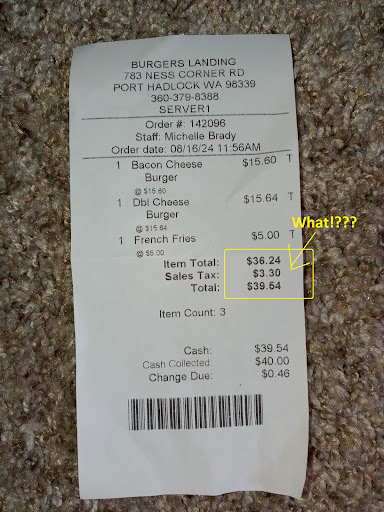 BURGERS LANDING
783 NESS CORNER RD
PORT HADLOCK WA 98339
360-379-8388
SERVER1
Order #: 142096
Staff: Michelle Brady
Order date: 08/16/24 11:56AM
1 Bacon Cheese $15.60 T
Burger
@ $15.60
1 Dbl Cheese $15.64 T
Burger
@ $15.64
What!???
1 French Fries $5.00 T
@ $5.00
Item Total: $36.24
Sales Tax: $3.30
Total: $39.54
Item Count: 3
Cash: $39.54
Cash Collected: $40.00
Change Due: $0.46